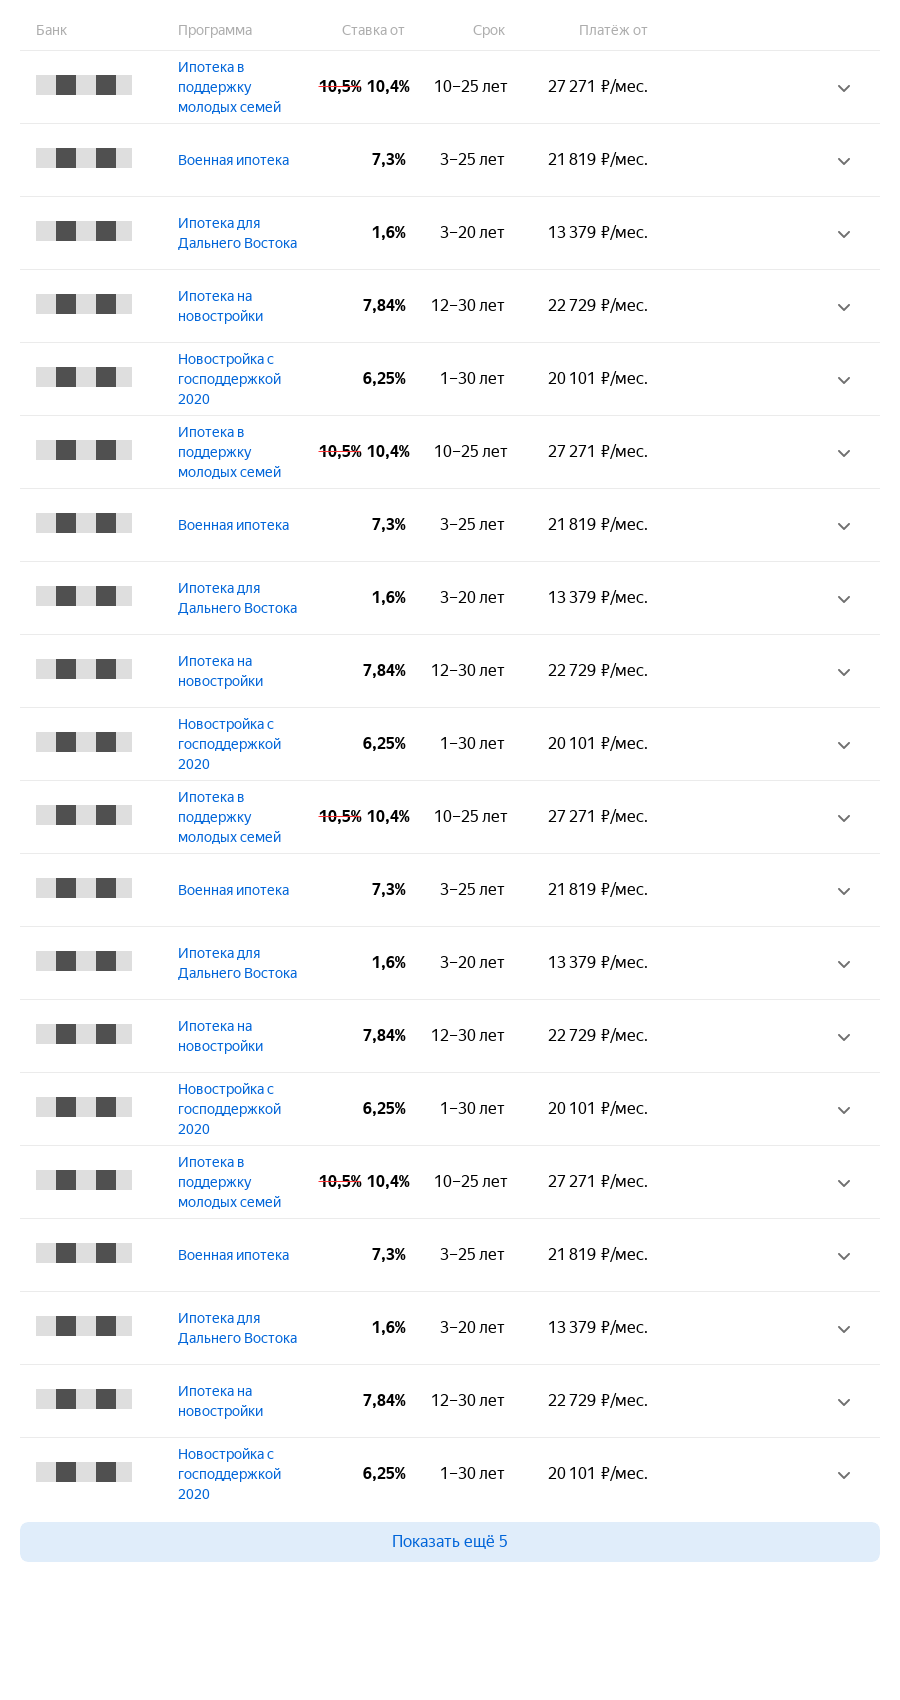 Банк Программа Ставка от Срок Платёж от
Ипотека в
поддержку
молодых семей
10,5% 10,4% 10–25 лет 27 271 ₽/мес.
Военная ипотека 7,3% 3–25 лет 21 819 ₽/мес.
Ипотека для
Дальнего Востока
1,6% 3–20 лет 13 379 ₽/мес.
Ипотека на
новостройки
7,84% 12–30 лет 22 729 ₽/мес.
Новостройка с
господдержкой
2020
6,25% 1–30 лет 20 101 ₽/мес.
Ипотека в
поддержку
молодых семей
10,5% 10,4% 10–25 лет 27 271 ₽/мес.
Военная ипотека 7,3% 3–25 лет 21 819 ₽/мес.
Ипотека для
Дальнего Востока
1,6% 3–20 лет 13 379 ₽/мес.
Ипотека на
новостройки
7,84% 12–30 лет 22 729 ₽/мес.
Новостройка с
господдержкой
2020
6,25% 1–30 лет 20 101 ₽/мес.
Ипотека в
поддержку
молодых семей
10,5% 10,4% 10–25 лет 27 271 ₽/мес.
Военная ипотека 7,3% 3–25 лет 21 819 ₽/мес.
Ипотека для
Дальнего Востока
1,6% 3–20 лет 13 379 ₽/мес.
Ипотека на
новостройки
7,84% 12–30 лет 22 729 ₽/мес.
Новостройка с
господдержкой
2020
6,25% 1–30 лет 20 101 ₽/мес.
Ипотека в
поддержку
молодых семей
10,5% 10,4% 10–25 лет 27 271 ₽/мес.
Военная ипотека 7,3% 3–25 лет 21 819 ₽/мес.
Ипотека для
Дальнего Востока
1,6% 3–20 лет 13 379 ₽/мес.
Ипотека на
новостройки
7,84% 12–30 лет 22 729 ₽/мес.
Новостройка с
господдержкой
2020
6,25% 1–30 лет 20 101 ₽/мес.
Показать ещё 5